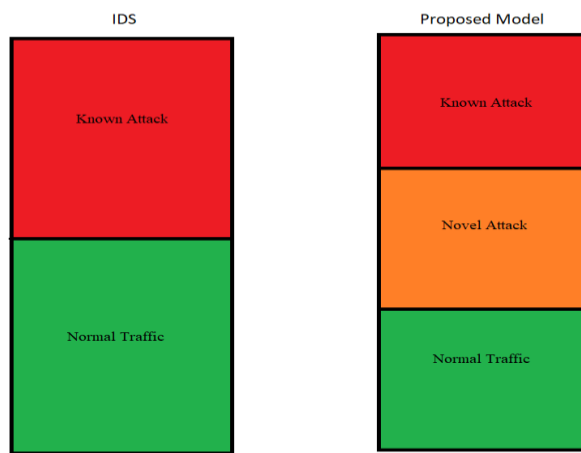 IDS
Known Attack
Normal Traffic
Proposed Model
Known Attack
Novel Attack
Normal Traffic